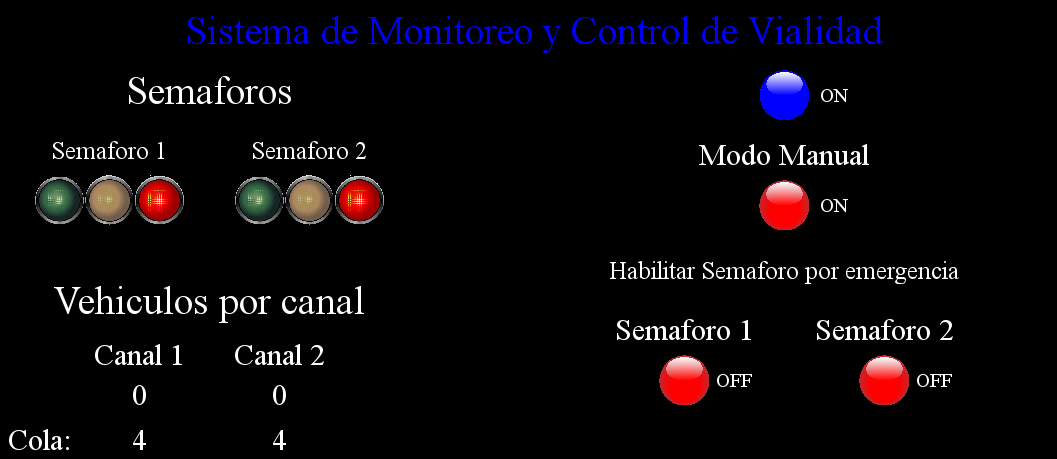 Sistema de Monitoreo y Control de Vialidad
Semaforos
Semaforo 1
Semaforo 2
Vehiculos por canal
Canal 1
Canal 2
0
0
Cola:
4
4
ON
Modo Manual
ON
Habilitar Semaforo por emergencia
Semaforo 1
Semaforo 2
OFF
OFF